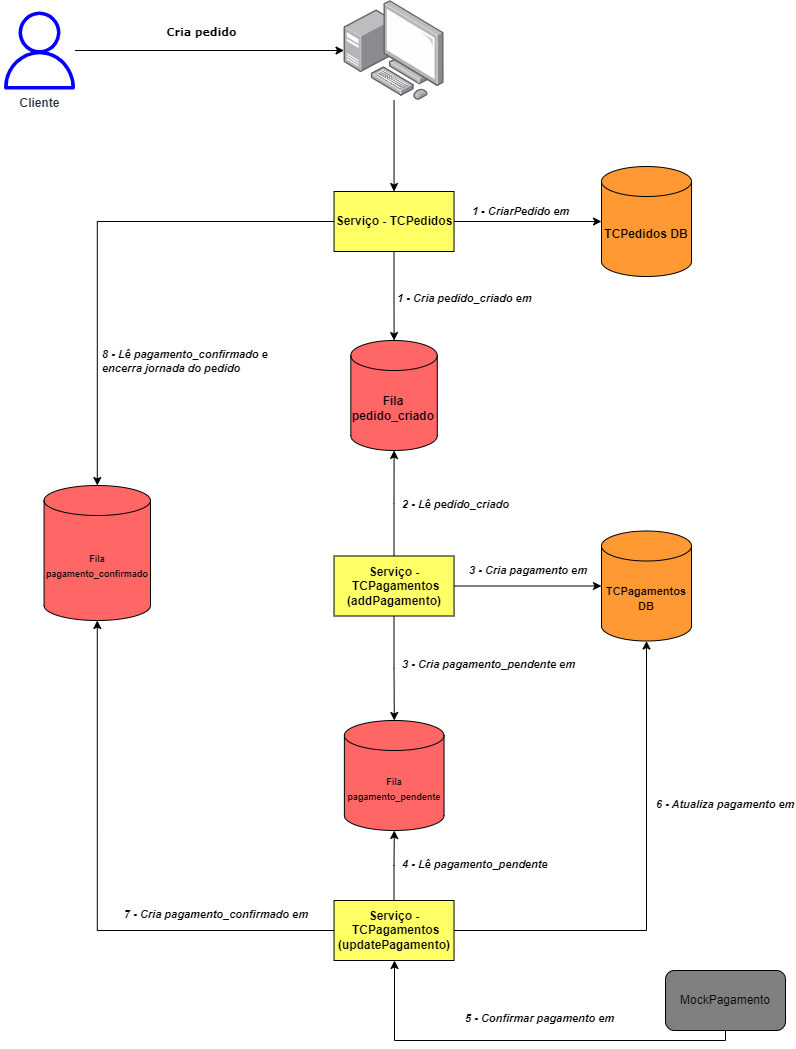 Cria pedido
Cliente
Serviço - TCPedidos
1 - CriarPedido em
TCPedidos DB
1 - Cria pedido_criado em
8 - Lê pagamento_confirmado e
encerra jornada do pedido
Fila
pedido_criado
2 - Lê pedido_criado
Fila
pagamento_confirmado
Serviço -
TCPagamentos
(addPagamento)
3 - Cria pagamento em
TCPagamentos
DB
3 - Cria pagamento_pendente em
Fila
pagamento_pendente
6 - Atualiza pagamento em
4 - Lê pagamento_pendente
7 - Cria pagamento_confirmado em
Serviço -
TCPagamentos
(updatePagamento)
MockPagamento
5 - Confirmar pagamento em